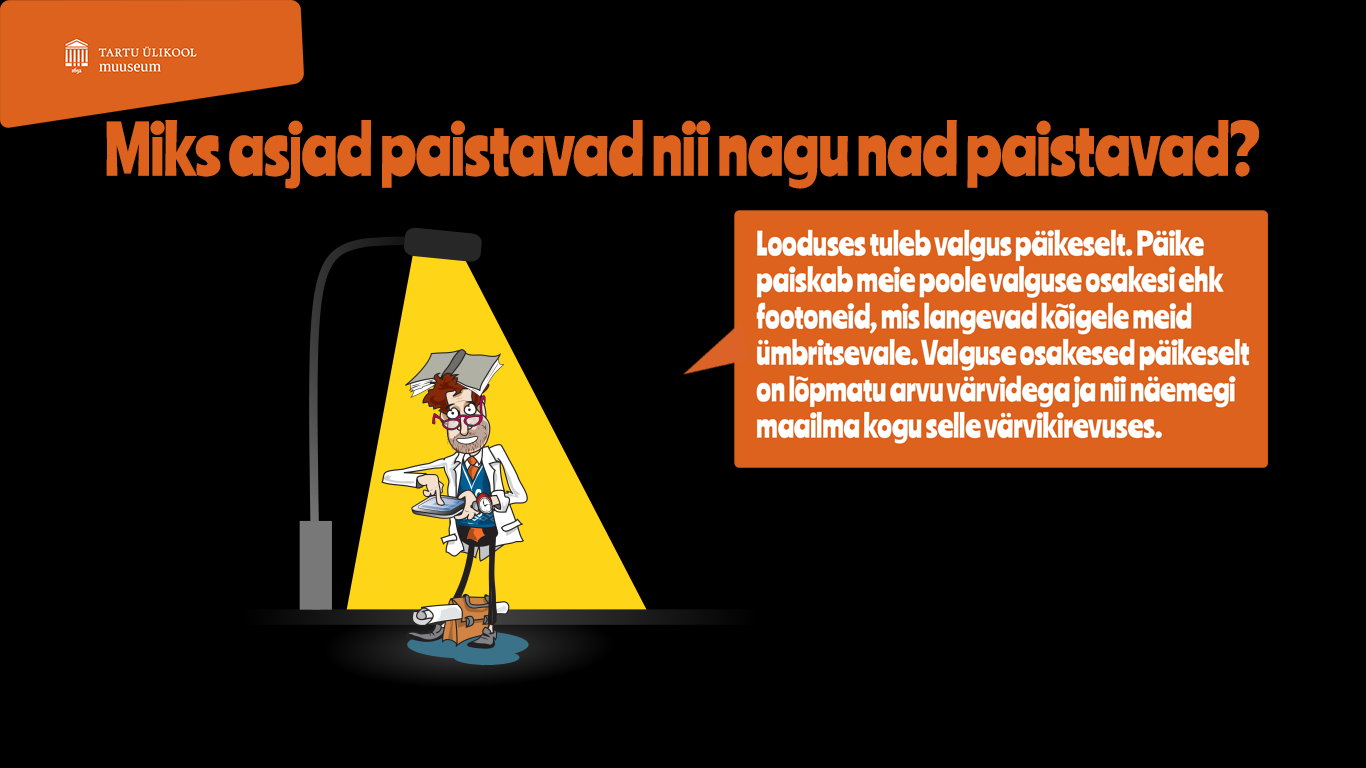 TARTU ÜLIKOOL
muuseum
1632
Miks asjad paistavad nii nagu nad paistavad?
Looduses tuleb valgus päikeselt. Päike
paiskab meie poole valguse osakesi ehk
footoneid, mis langevad kõigele meid
ümbritsevale. Valguse osakesed päikeselt
on lõpmatu arvu värvidega ja nii näemegi
maailma kogu selle värvikirevuses.